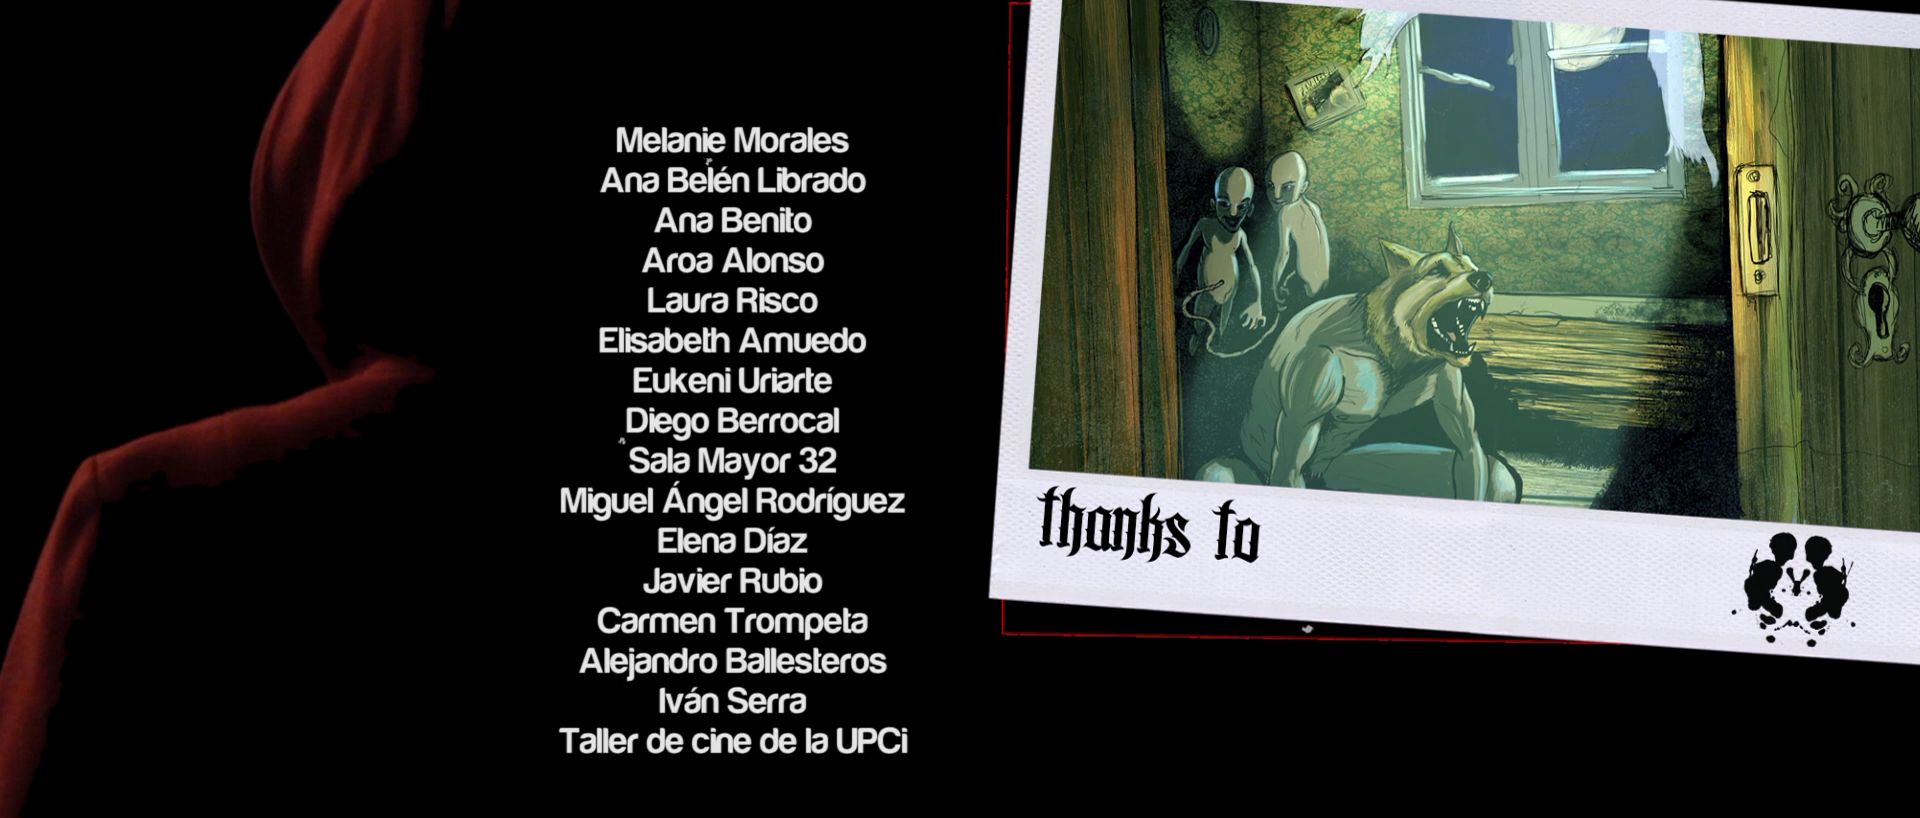 Melanie Morales
Ana Belén Librado
Ana Benito
Aroa Alonso
Laura Risco
Elisabeth Amuedo
Eukeni Uriarte
Diego Berrocal
Sala Mayor 32
Miguel Ángel Rodríguez
Elena Díaz
Javier Rubio
Carmen Trompeta
Alejandro Ballesteros
Iván Serra
Taller de cine de la UPCi
thanks to